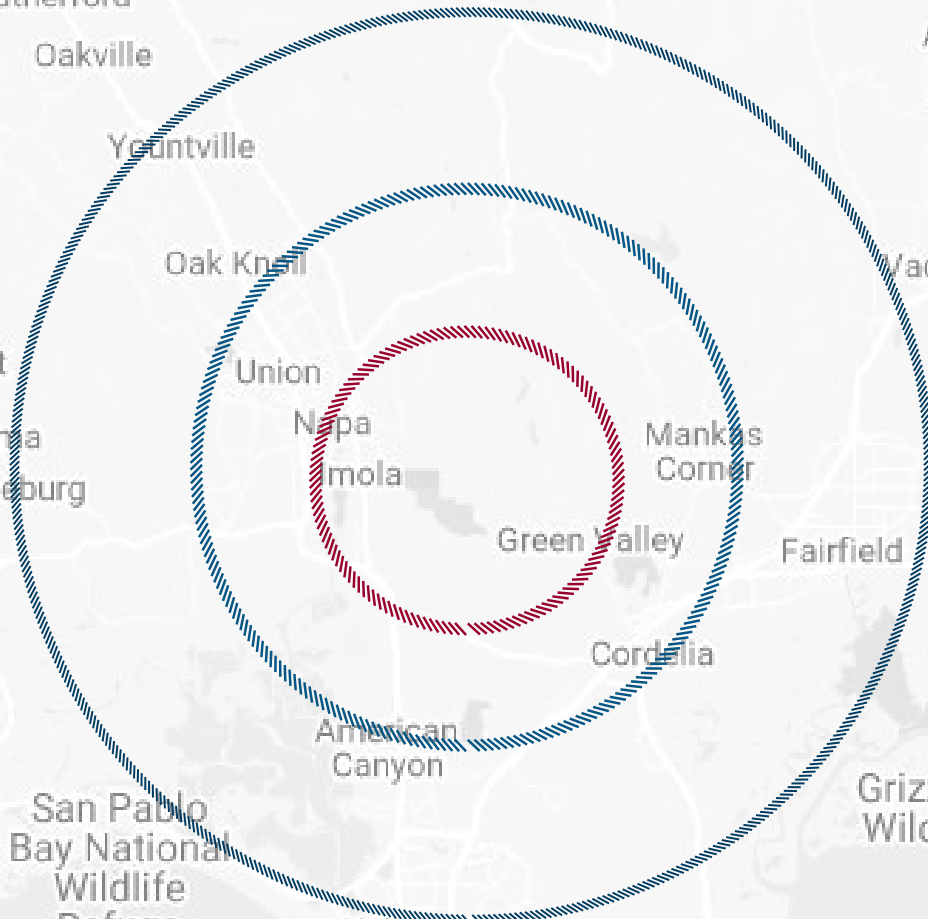 Oakville
Yountville
Oak Knoll
Union
Napa
Imola
Mankas
Corner
Green Valley
Fairfield
Cordelia
American
Canyon
San Pablo
Bay National
Wildlife